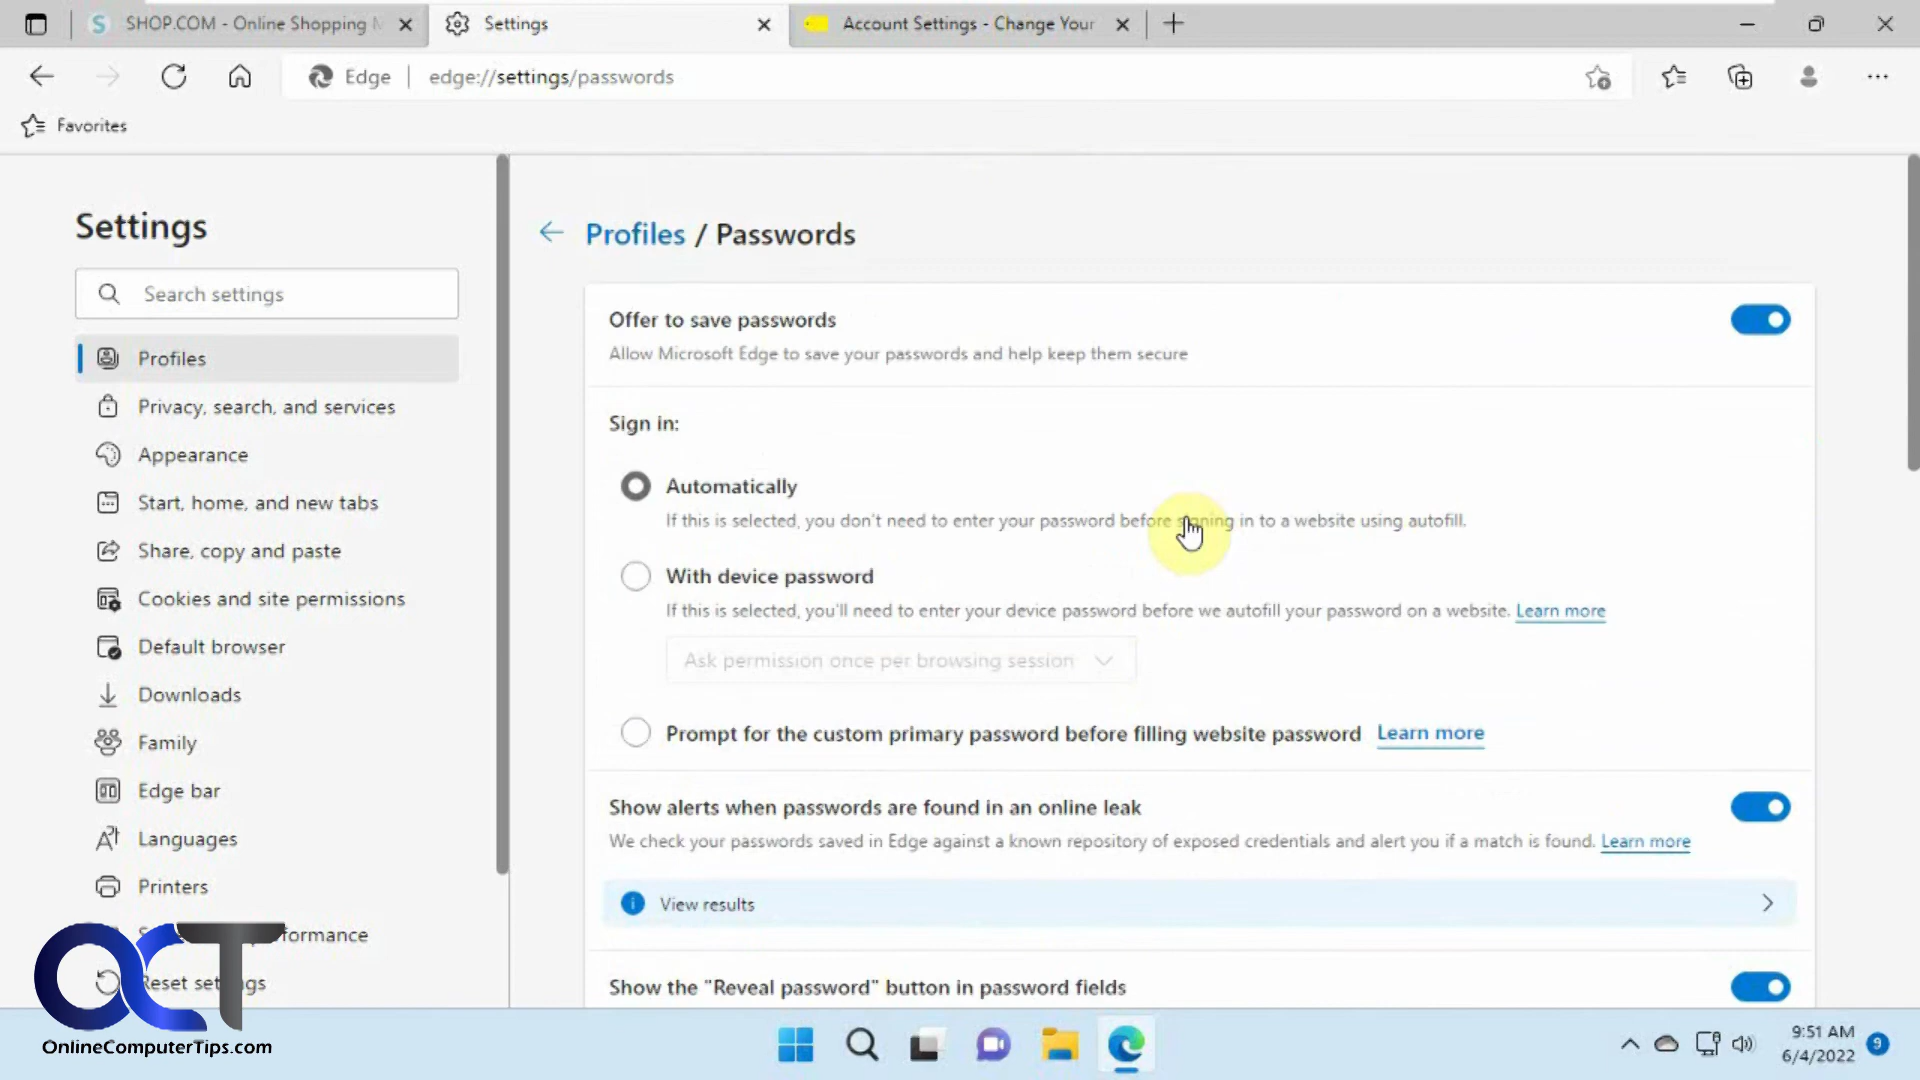 SHOP.COM - Online Shopping
Settings
Account Settings - Change Your
Edge
edge://settings/passwords
Favorites
Settings
Search settings
Profiles
Privacy, search, and services
Appearance
Start, home, and new tabs
Share, copy and paste
Cookies and site permissions
Default browser
Downloads
Family
Edge bar
Languages
Printers
Reset settings
Profiles / Passwords
Offer to save passwords
Allow Microsoft Edge to save your passwords and help keep them secure
Sign in:
Automatically
If this is selected, you don't need to enter your password before signing in to a website using autofill.
With device password
If this is selected, you'll need to enter your device password before we autofill your password on a website. Learn more
Ask permission once per browsing session
Prompt for the custom primary password before filling website password Learn more
Show alerts when passwords are found in an online leak
We check your passwords saved in Edge against a known repository of exposed credentials and alert you if a match is found. Learn more
View results
Show the "Reveal password" button in password fields
OCT
OnlineComputerTips.com
9:51 AM
6/4/2022
9